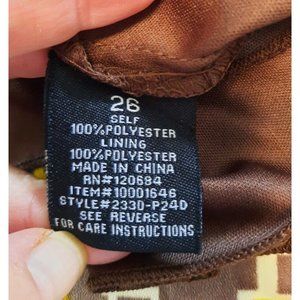 26
SELF
100%POLYESTER
LINING
100%POLYESTER
MADE IN CHINA
RN#120684
ITEM#10001646
STYLE#2330-P24D
SEE REVERSE
FOR CARE INSTRUCTIONS